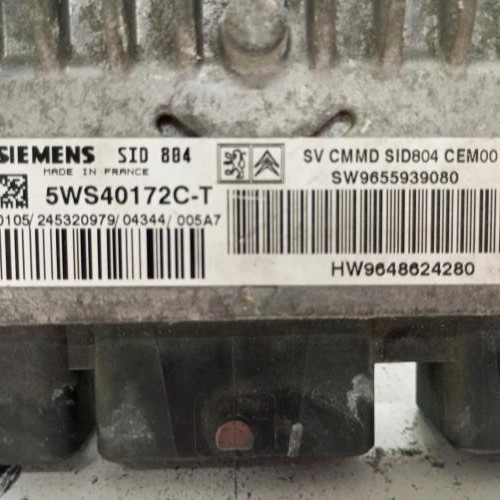 SIEMENS SID 804
MADE IN FRANCE
5WS40172C-T
0105/245320979/04344/005A7
SV CMMD SID804 CEM00
SW9655939080
HW9648624280